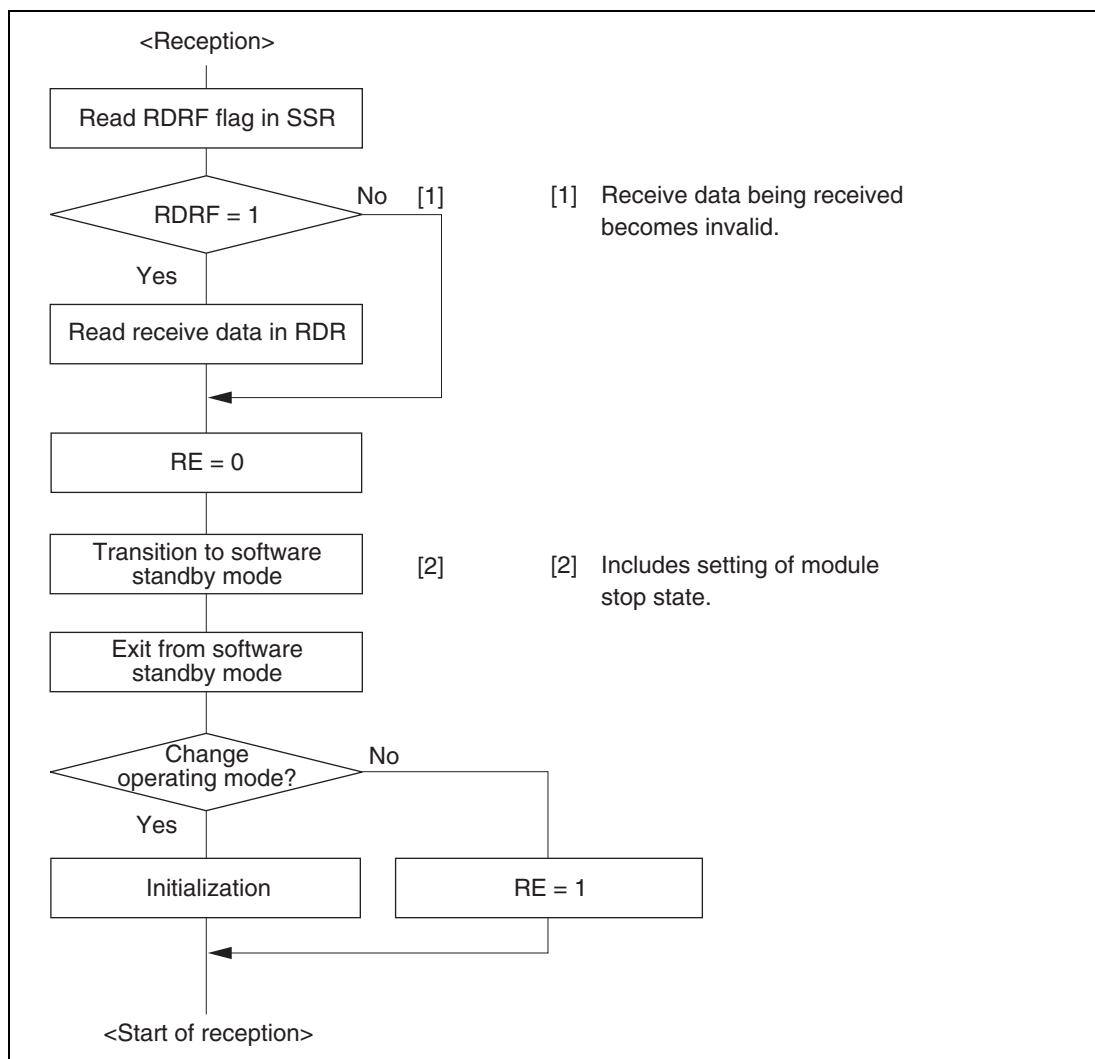 <Reception>
Read RDRF flag in SSR
No [1] [1] Receive data being received
RDRF = 1
becomes invalid.
Yes
Read receive data in RDR
RE = 0
Transition to software
standby mode
[2] [2] Includes setting of module
stop state.
Exit from software
standby mode
Change
operating mode?
No
Yes
Initialization
RE = 1
<Start of reception>